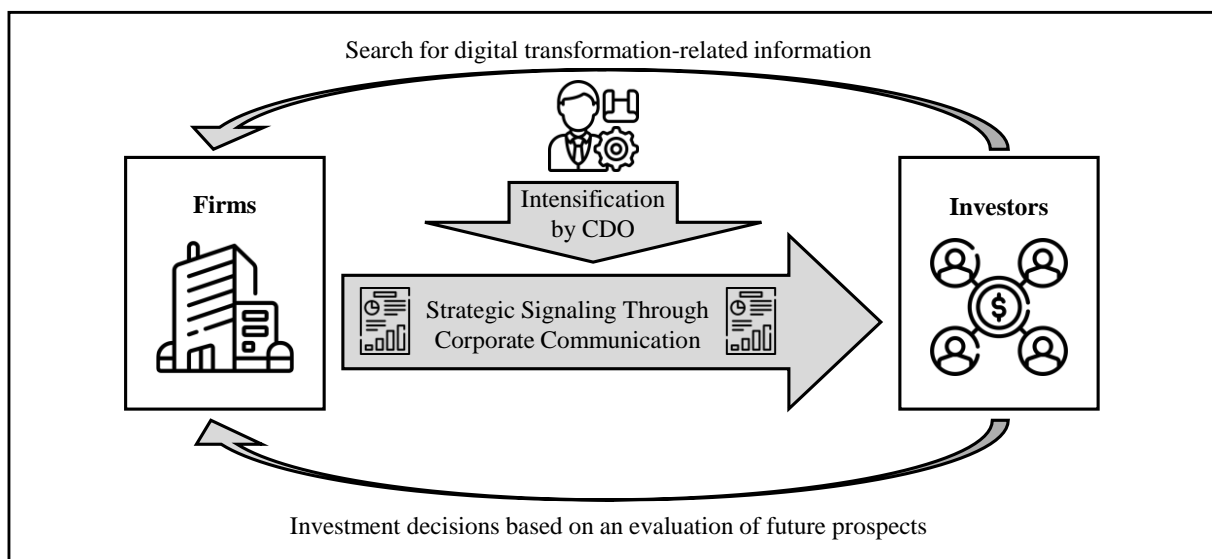 Search for digital transformation-related information
Intensification
by CDO
Firms
Investors
Strategic Signaling Through
Corporate Communication
$
Investment decisions based on an evaluation of future prospects